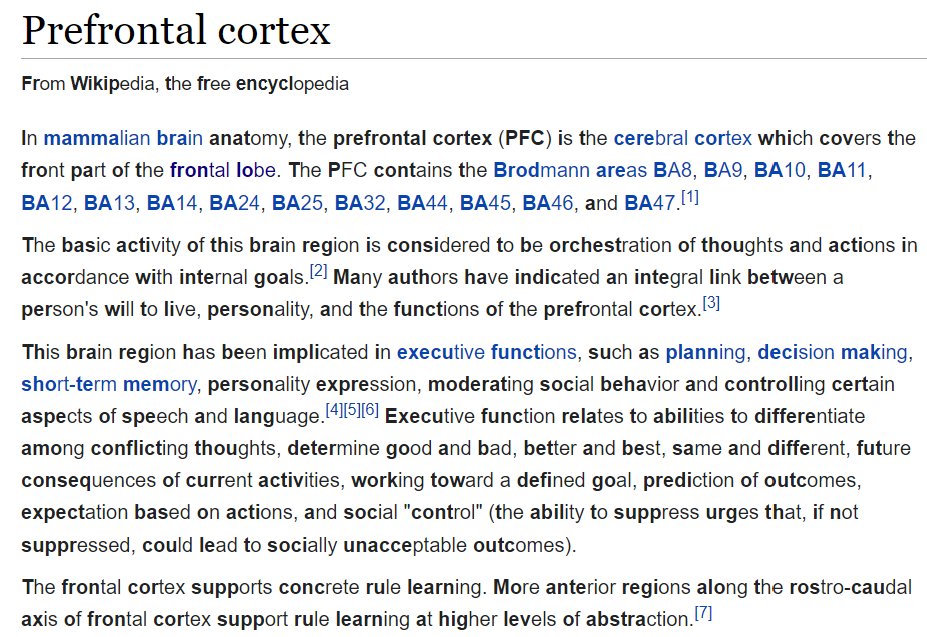 Prefrontal cortex
From Wikipedia, the free encyclopedia
In mammalian brain anatomy, the prefrontal cortex (PFC) is the cerebral cortex which covers the
front part of the frontal lobe. The PFC contains the Brodmann areas BA8, BA9, BA10, BA11,
BA12, BA13, BA14, BA24, BA25, BA32, BA44, BA45, BA46, and BA47.[1]
The basic activity of this brain region is considered to be orchestration of thoughts and actions in
accordance with internal goals.[2] Many authors have indicated an integral link between a
person's will to live, personality, and the functions of the prefrontal cortex.[3]
This brain region has been implicated in executive functions, such as planning, decision making,
short-term memory, personality expression, moderating social behavior and controlling certain
aspects of speech and language.[4][5][6] Executive function relates to abilities to differentiate
among conflicting thoughts, determine good and bad, better and best, same and different, future
consequences of current activities, working toward a defined goal, prediction of outcomes,
expectation based on actions, and social "control" (the ability to suppress urges that, if not
suppressed, could lead to socially unacceptable outcomes).
The frontal cortex supports concrete rule learning. More anterior regions along the rostro-caudal
axis of frontal cortex support rule learning at higher levels of abstraction.[7]